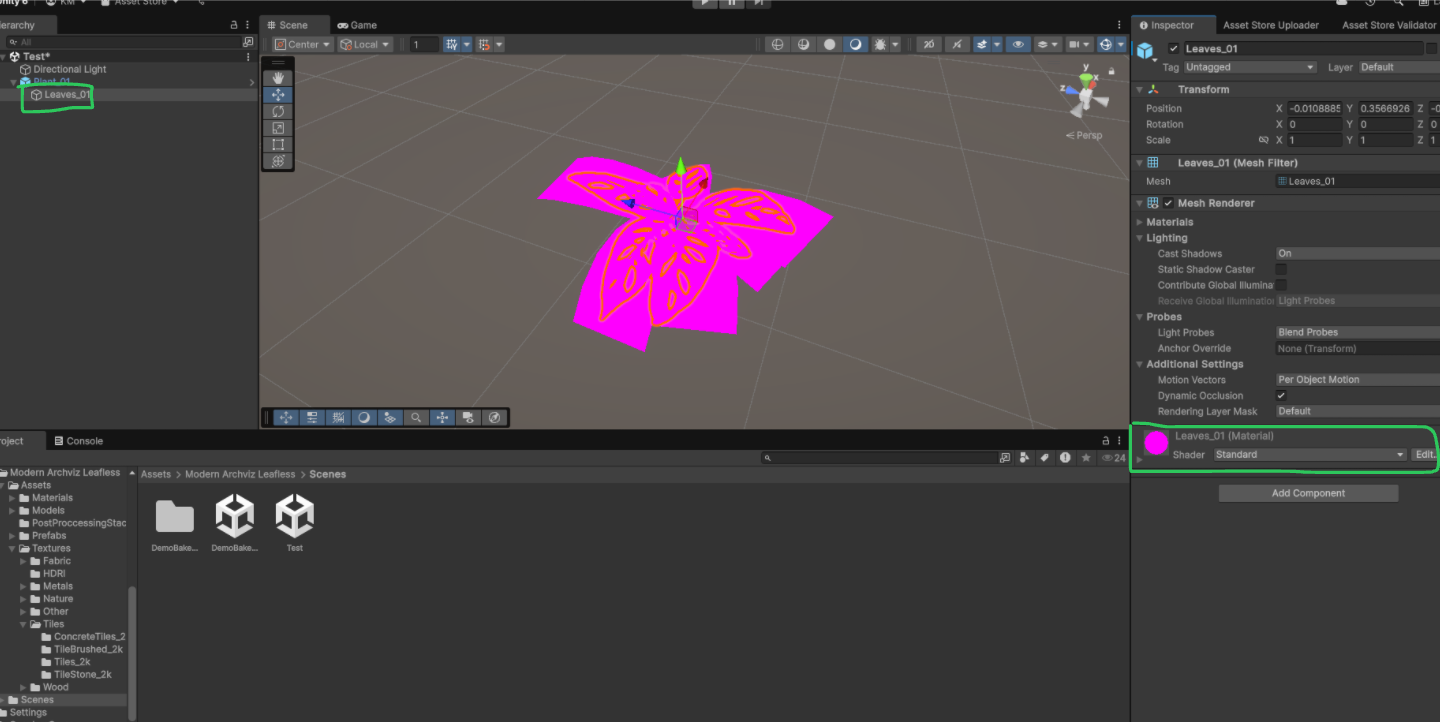 KM
Asset Store
Scene
Game
Inspector
Asset Store Uploader
Asset Store Validator
All
Center
Local
1
Leaves_01
Tag Untagged
Layer Default
Test*
Directional Light
Plant_01
Leaves_01
Transform
Position X -0.0108885 Y 0.3566926 Z -0
Rotation X 0 Y 0 Z 0
Scale X 1 Y 1 Z 1
y
x
z
Persp
Leaves_01 (Mesh Filter)
Mesh Leaves_01
Mesh Renderer
Materials
Lighting
Cast Shadows On
Static Shadow Caster
Contribute Global Illumina
Receive Global Illumination Light Probes
Probes
Light Probes Blend Probes
Anchor Override None (Transform)
Additional Settings
Motion Vectors Per Object Motion
Dynamic Occlusion
Rendering Layer Mask Default
Leaves_01 (Material)
Shader Standard Edit..
Add Component
roject
Console
24
Modern Archviz Leafless
Assets
Materials
Models
PostProccessingStac
Prefabs
Textures
Fabric
HDRI
Metals
Nature
Other
Tiles
ConcreteTiles_2
TileBrushed_2k
Tiles_2k
TileStone_2k
Wood
Scenes
Settings
Assets > Modern Archviz Leafless > Scenes
DemoBake...
DemoBake...
Test